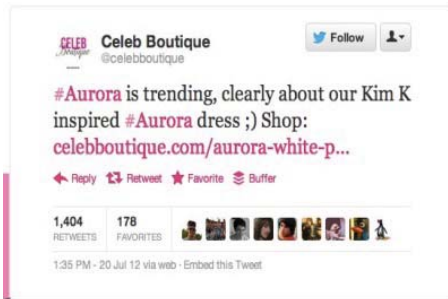 CELEB Boutique
Celeb Boutique
@celebboutique
Follow
#Aurora is trending, clearly about our Kim K
inspired #Aurora dress ;) Shop:
celebboutique.com/aurora-white-p...
Reply Retweet Favorite Buffer
1,404 178
RETWEETS FAVORITES
1:35 PM - 20 Jul 12 via web · Embed this Tweet